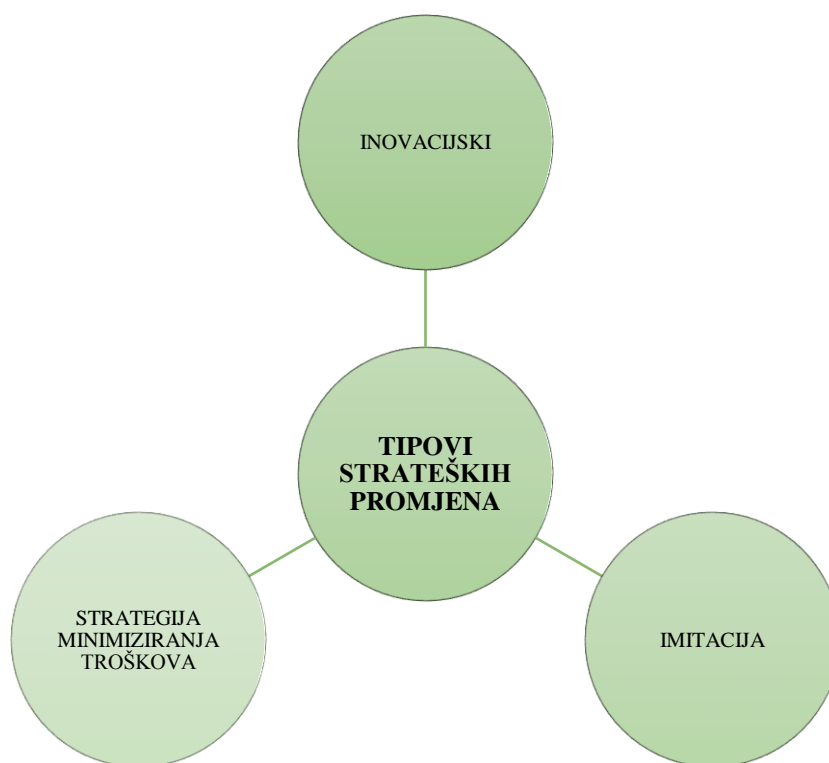 INOVACIJSKI
TIPOVI
STRATEŠKIH
PROMJENA
STRATEGIJA
MINIMIZIRANJA
TROŠKOVA
IMITACIJA